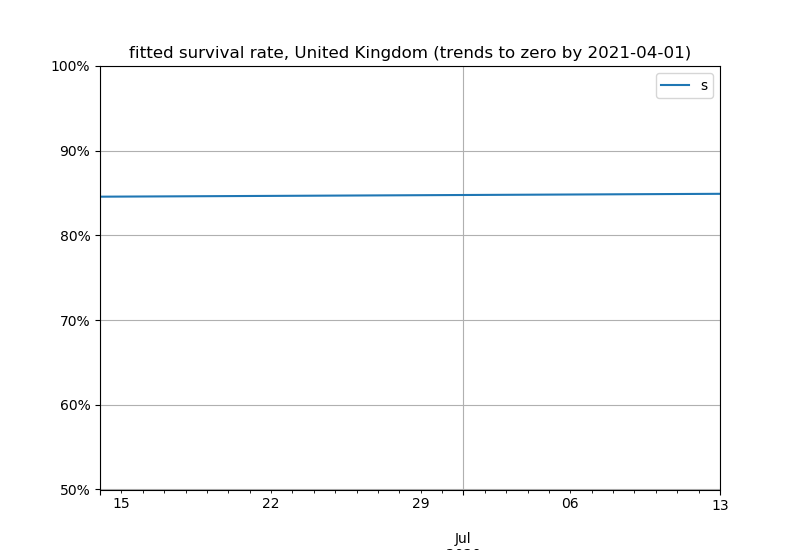 fitted survival rate, United Kingdom (trends to zero by 2021-04-01)
100%
s
90%
80%
70%
60%
50%
15 22 29 06 13
Jul